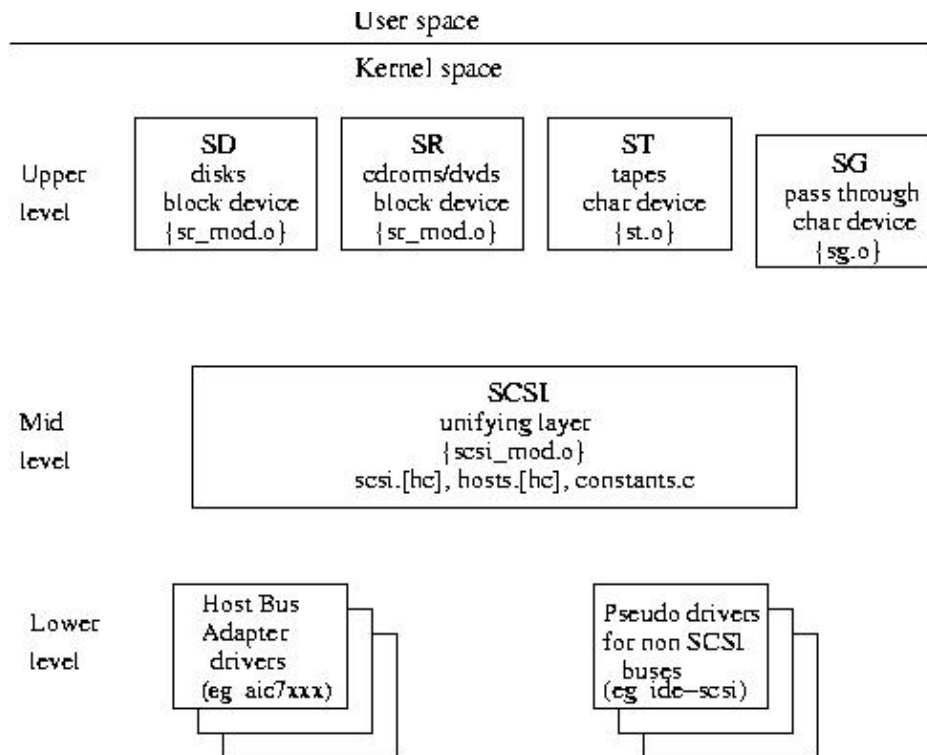 User space
Kernel space
Upper
level
SD
disks
block device
{sr_mod.o}
SR
cdroms/dvds
block device
{sr_mod.o}
ST
tapes
char device
{st.o}
SG
pass through
char device
{sg.o}
Mid
level
SCSI
unifying layer
{scsi_mod.o}
scsi.[hc], hosts.[hc], constants.c
Lower
level
Host Bus
Adapter
drivers
(eg aic7xxx)
Pseudo drivers
for non SCSI
buses
(eg ide-scsi)